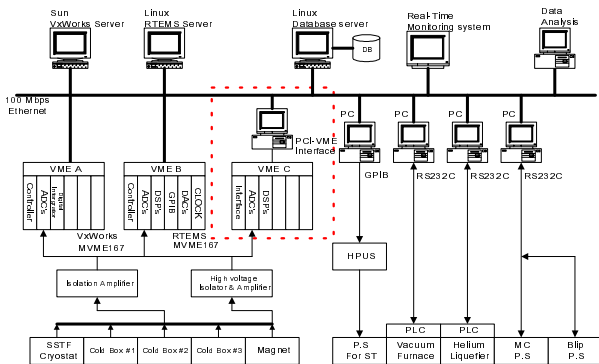 Sun
VxWorks Server
Linux
RTEMS Server
Linux
Database server
DB
Real-Time
Monitoring system
Data
Analysis
100 Mbps
Ethernet
PCI-VME
Interface
PC
PC
PC
PC
GPIB
RS232C
RS232C
RS232C
VME A
VME B
VME C
Controller
ADC's
Digital
Intergrator
Controller
ADC's
DSP's
GPIB
DAC's
CLOCK
Interface
ADC's
DSP's
VxWorks
MVME167
RTEMS
MVME167
HPUS
Isolation Amplifier
High voltage
Isolator & Amplifier
SSTF
Cryostat
Cold Box #1
Cold Box #2
Cold Box #3
Magnet
P.S
For ST
PLC
Vacuum
Furnace
PLC
Helium
Liquefier
MC
P.S
Blip
P.S